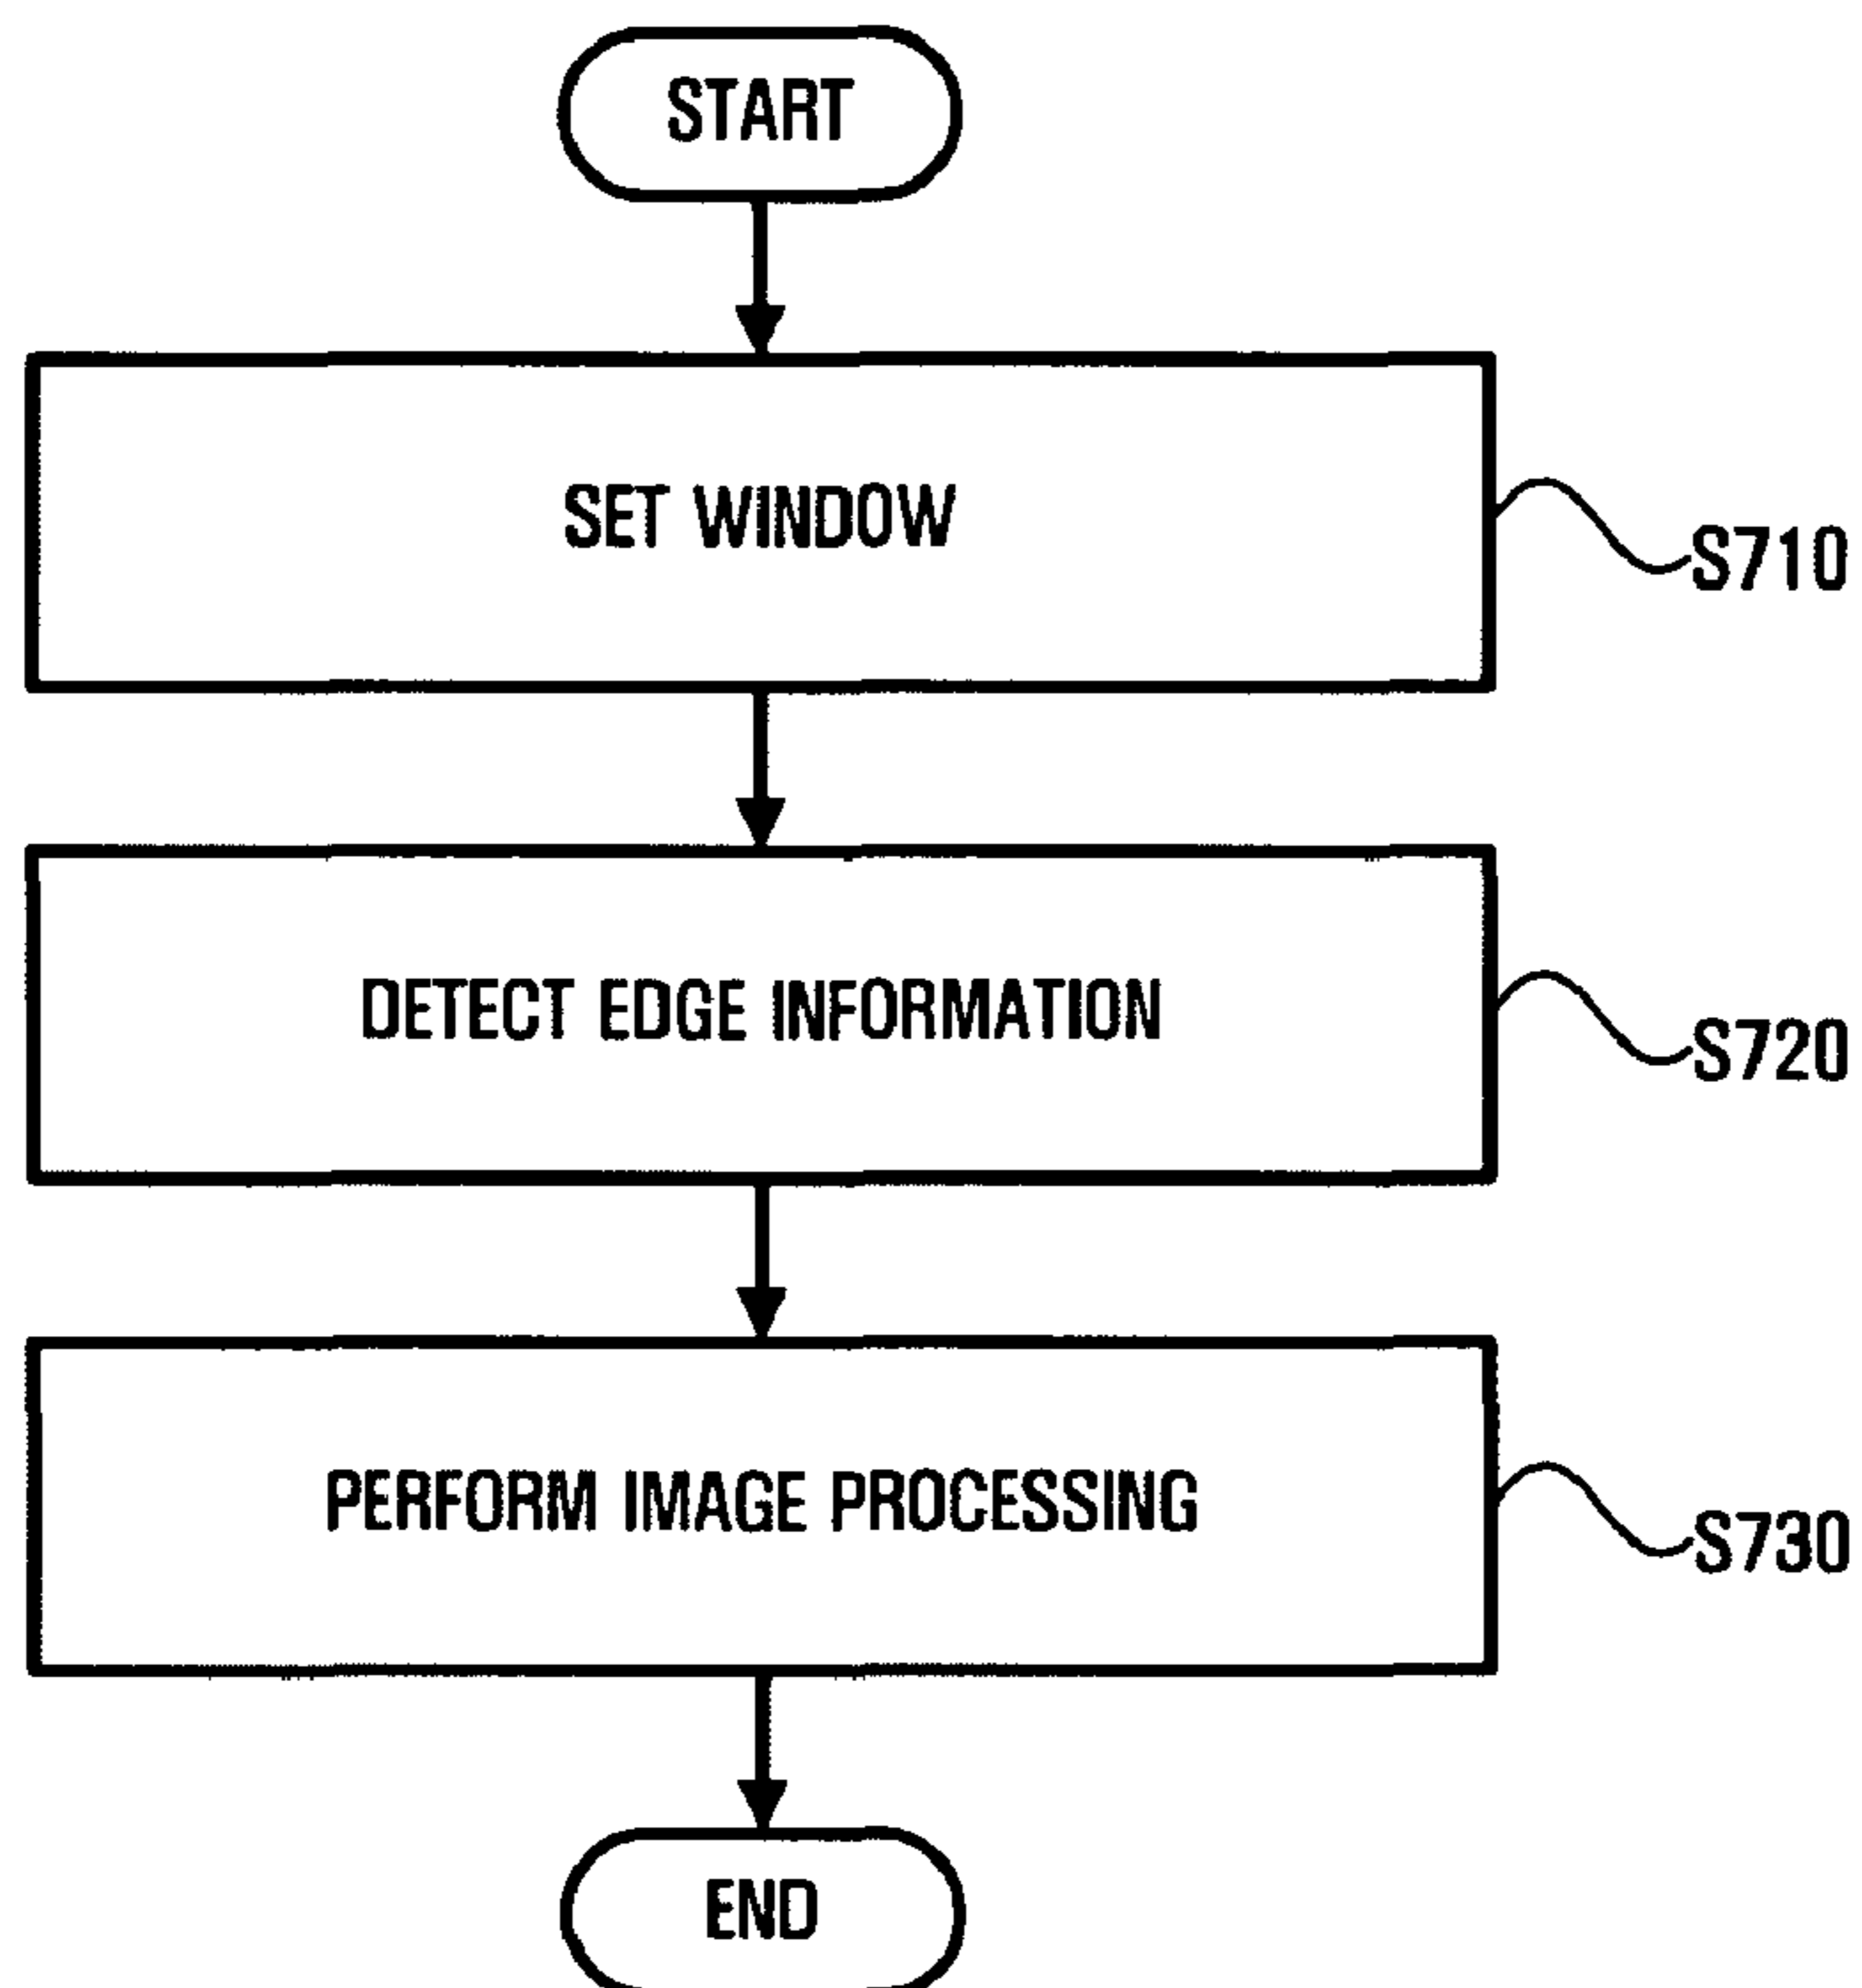 START
SET WINDOW
S710
DETECT EDGE INFORMATION
S720
PERFORM IMAGE PROCESSING
S730
END